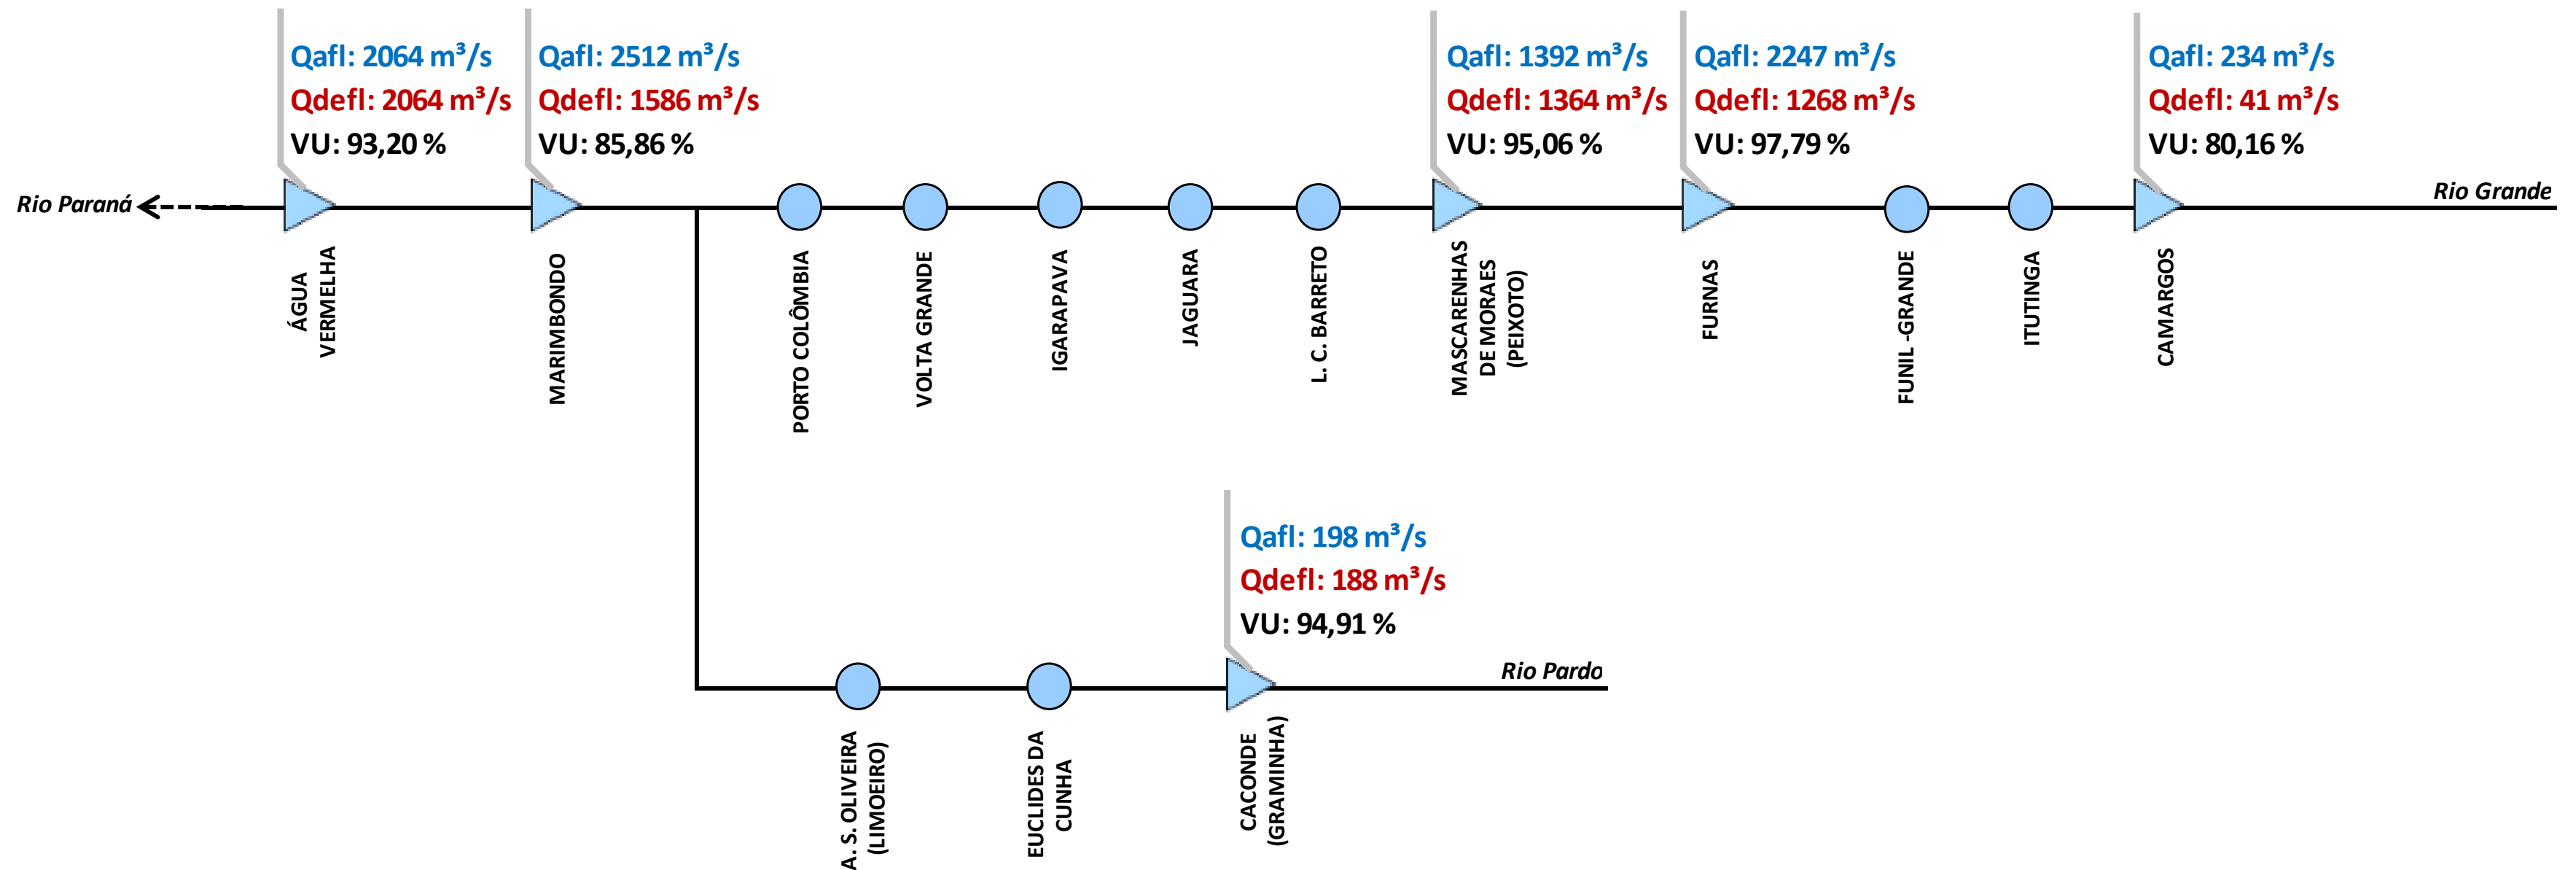 Qafl: 2064 m³/s
Qdefl: 2064 m³/s
VU: 93,20 %
Qafl: 2512 m³/s
Qdefl: 1586 m³/s
VU: 85,86 %
Qafl: 1392 m³/s
Qdefl: 1364 m³/s
VU: 95,06 %
Qafl: 2247 m³/s
Qdefl: 1268 m³/s
VU: 97,79 %
Qafl: 234 m³/s
Qdefl: 41 m³/s
VU: 80,16 %
Rio Paraná
Rio Grande
ÁGUA
VERMELHA
MARIMBONDO
PORTO COLÔMBIA
VOLTA GRANDE
IGARAPAVA
JAGUARA
L. C. BARRETO
MASCARENHAS
DE MORAES
(PEIXOTO)
FURNAS
FUNIL -GRANDE
ITUTINGA
CAMARGOS
Qafl: 198 m³/s
Qdefl: 188 m³/s
VU: 94,91 %
Rio Pardo
A. S. OLIVEIRA
(LIMOEIRO)
EUCLIDES DA
CUNHA
CACONDE
(GRAMINHA)